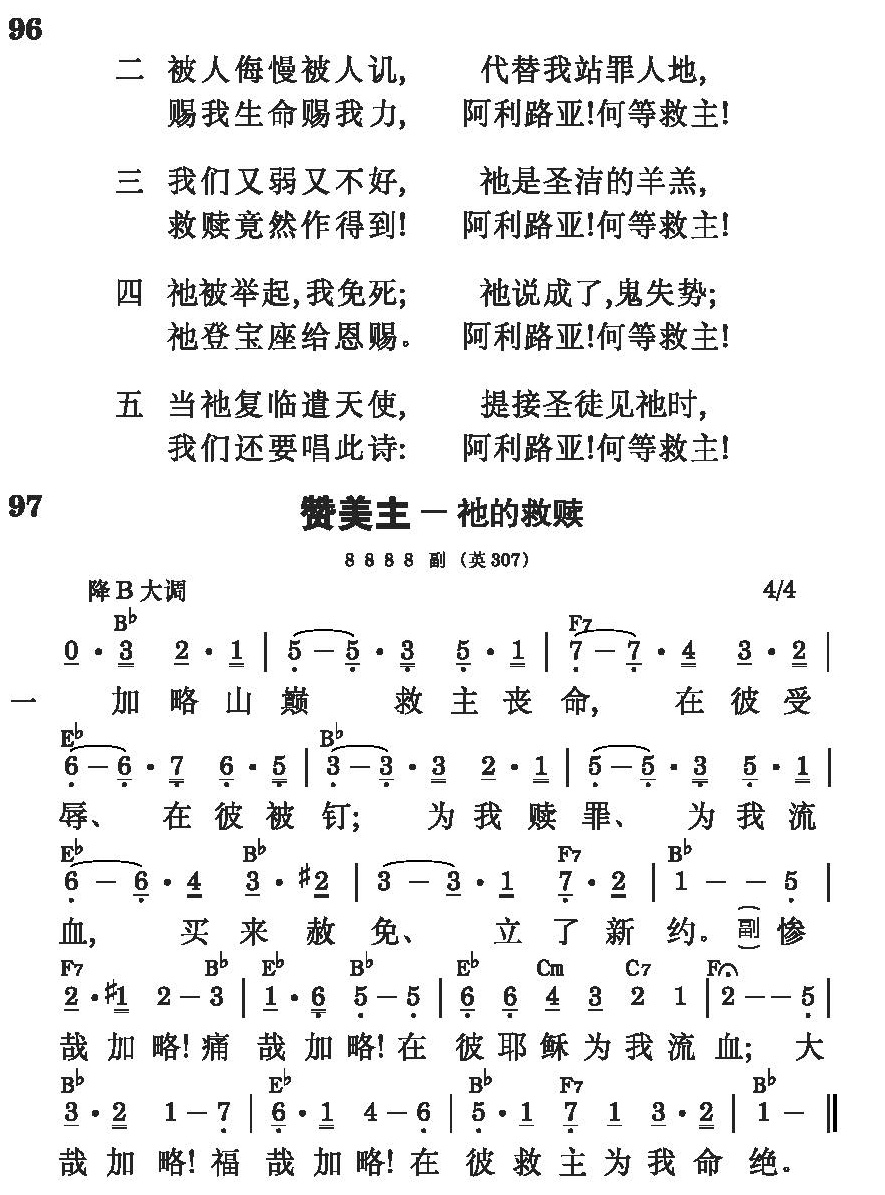 96
二 被人侮慢被人讥, 代替我站罪人地,
赐我生命赐我力, 阿利路亚!何等救主!
三 我们又弱又不好, 祂是圣洁的羊羔,
救赎竟然作得到! 阿利路亚!何等救主!
四 祂被举起,我免死; 祂说成了,鬼失势;
祂登宝座给恩赐。 阿利路亚!何等救主!
五 当祂复临遣天使, 提接圣徒见祂时,
我们还要唱此诗: 阿利路亚!何等救主!
97 赞美主－祂的救赎
8 8 8 8 副 (英307)
降B大调 4/4
B♭ F7
0 · 3 2 · 1 | 5 － 5 · 3 5 · 1 | 7 － 7 · 4 3 · 2 |
一 加略山巅 救主丧命, 在彼受
E♭ B♭
6 － 6 · 7 6 · 5 | 3 － 3 · 3 2 · 1 | 5 － 5 · 3 5 · 1 |
辱、 在彼被钉; 为我赎罪、 为我流
E♭ B♭ F7 B♭
6 － 6 · 4 3 · #2 | 3 － 3 · 1 7 · 2 | 1 － － 5 |
血, 买来赦免、 立了新约。(副)惨
F7 B♭ E♭ B♭ E♭ Cm C7 F
2 · #1 2 － 3 | 1 · 6 5 － 5 | 6 6 4 3 2 1 | 2 － － 5 |
哉加略!痛哉加略!在彼耶稣为我流血; 大
B♭ E♭ B♭ F7 B♭
3 · 2 1 － 7 | 6 · 1 4 － 6 | 5 · 1 7 1 3 · 2 | 1 － ‖
哉加略!福哉加略!在彼救主为我命绝。